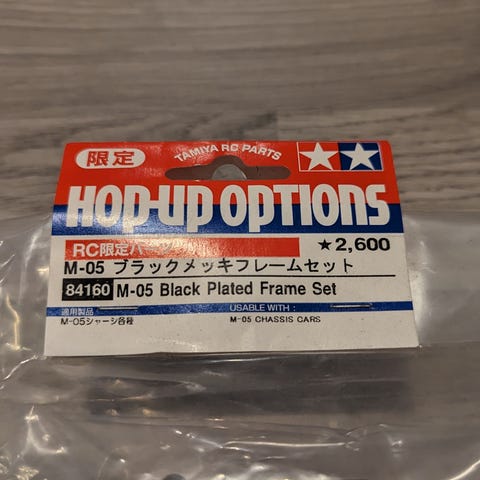 限定
TAMIYA RC PARTS
HOP-UP OPTIONS
RC限定
★2,600
M-05 ブラックメッキフレームセット
84160 M-05 Black Plated Frame Set
適用製品: USABLE WITH :
M-05シャーシ各種 M-05 CHASSIS CARS